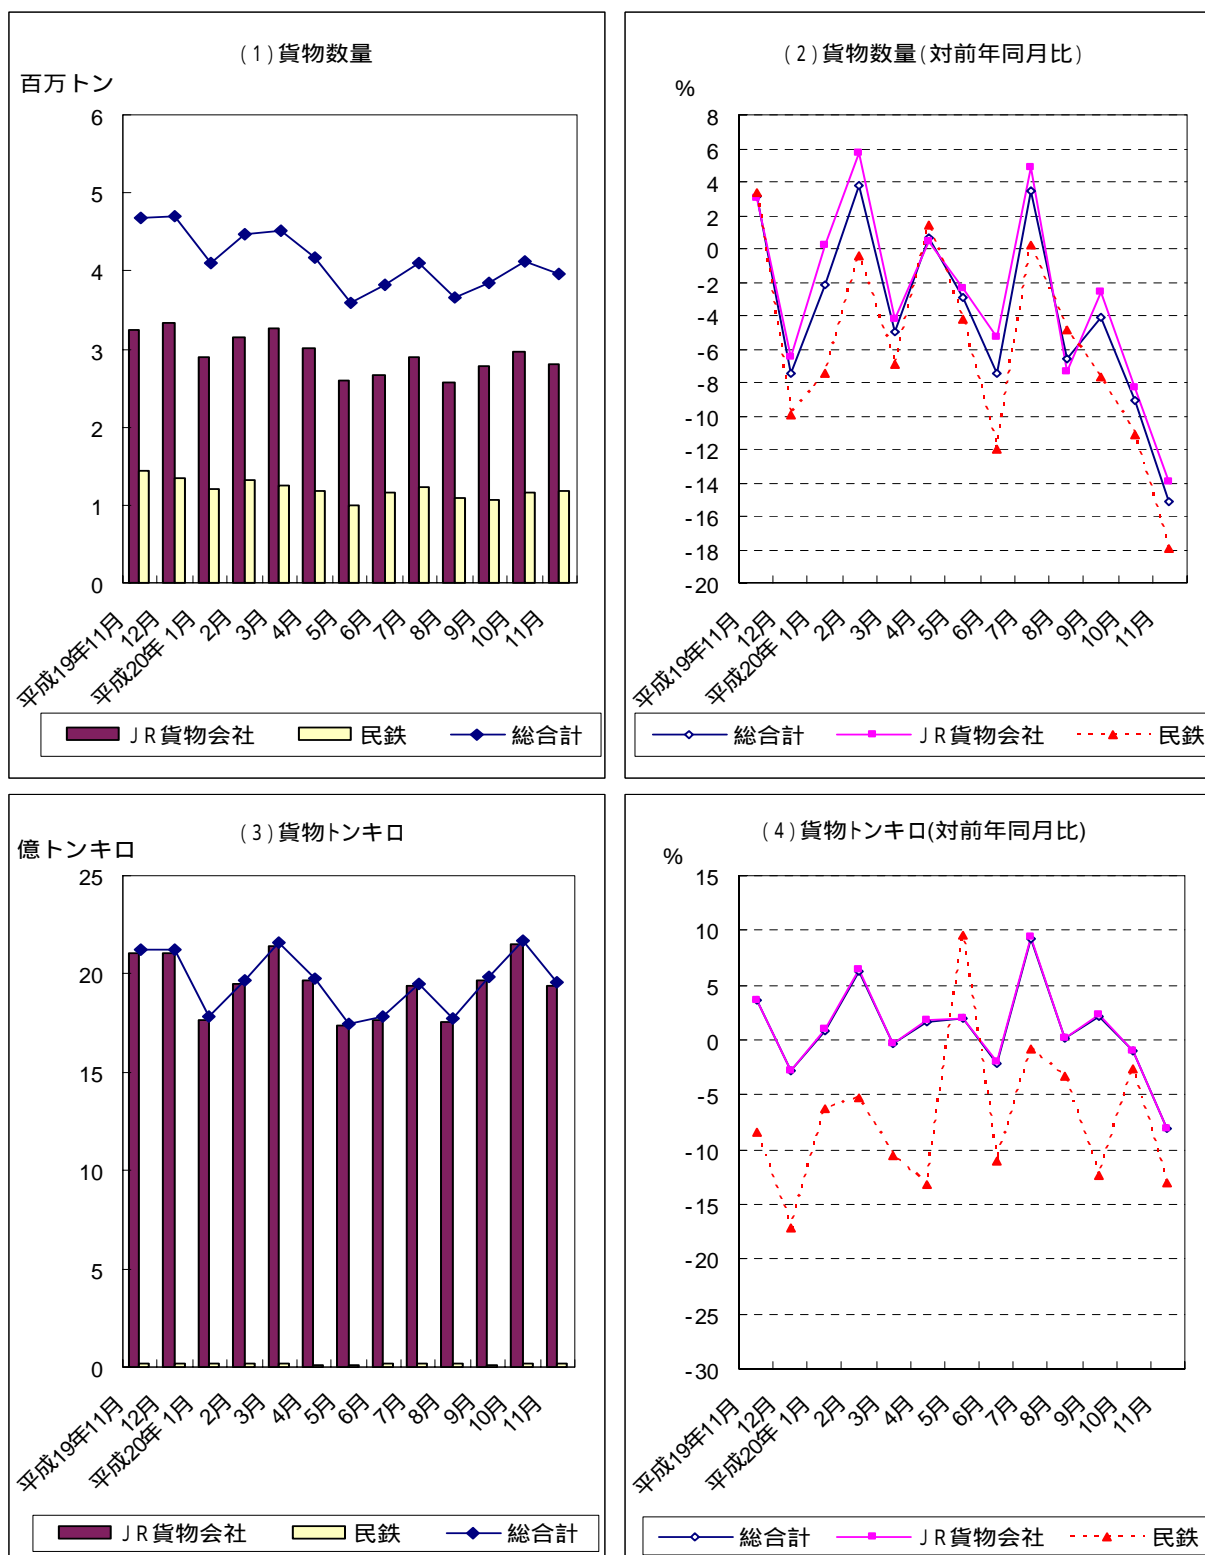 (1)貨物数量
百万トン
6
5
4
3
2
1
0
平成19年11月
12月
平成20年 1月
2月
3月
4月
5月
6月
7月
8月
9月
10月
11月
JR貨物会社 民鉄 総合計
(2)貨物数量(対前年同月比)
%
8
6
4
2
0
-2
-4
-6
-8
-10
-12
-14
-16
-18
-20
平成19年11月
12月
平成20年 1月
2月
3月
4月
5月
6月
7月
8月
9月
10月
11月
総合計 JR貨物会社 民鉄
(3)貨物トンキロ
億トンキロ
25
20
15
10
5
0
平成19年11月
12月
平成20年 1月
2月
3月
4月
5月
6月
7月
8月
9月
10月
11月
JR貨物会社 民鉄 総合計
(4)貨物トンキロ(対前年同月比)
%
15
10
5
0
-5
-10
-15
-20
-25
-30
平成19年11月
12月
平成20年 1月
2月
3月
4月
5月
6月
7月
8月
9月
10月
11月
総合計 JR貨物会社 民鉄